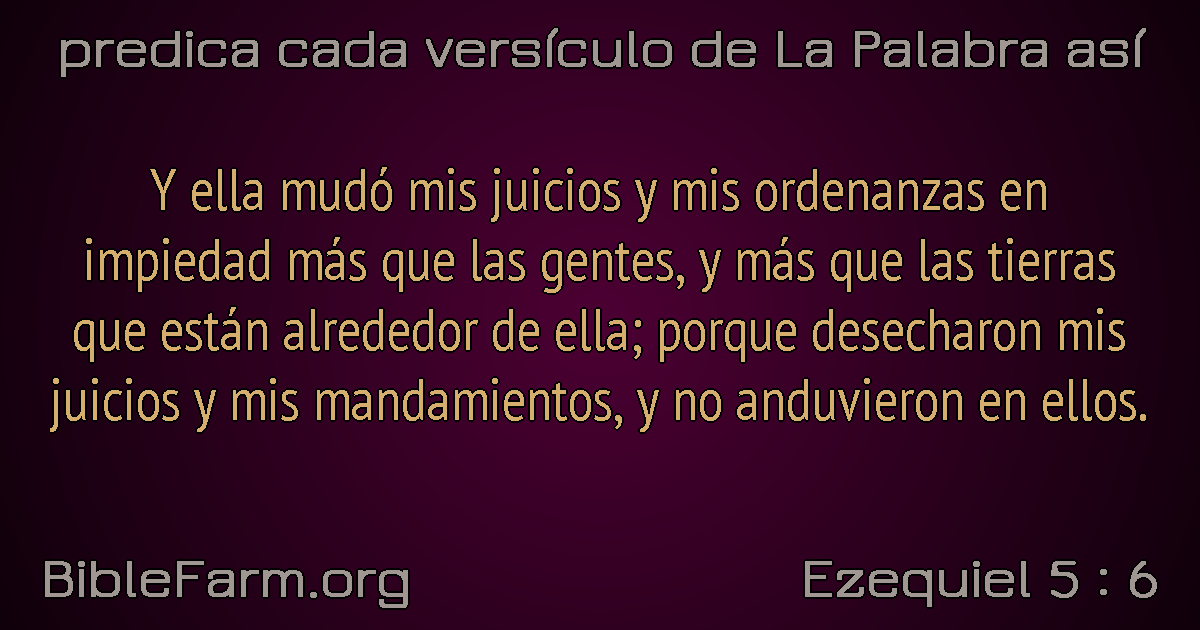 predica cada versículo de La Palabra así
Y ella mudó mis juicios y mis ordenanzas en
impiedad más que las gentes, y más que las tierras
que están alrededor de ella; porque desecharon mis
juicios y mis mandamientos, y no anduvieron en ellos.
BibleFarm.org
Ezequiel 5 : 6